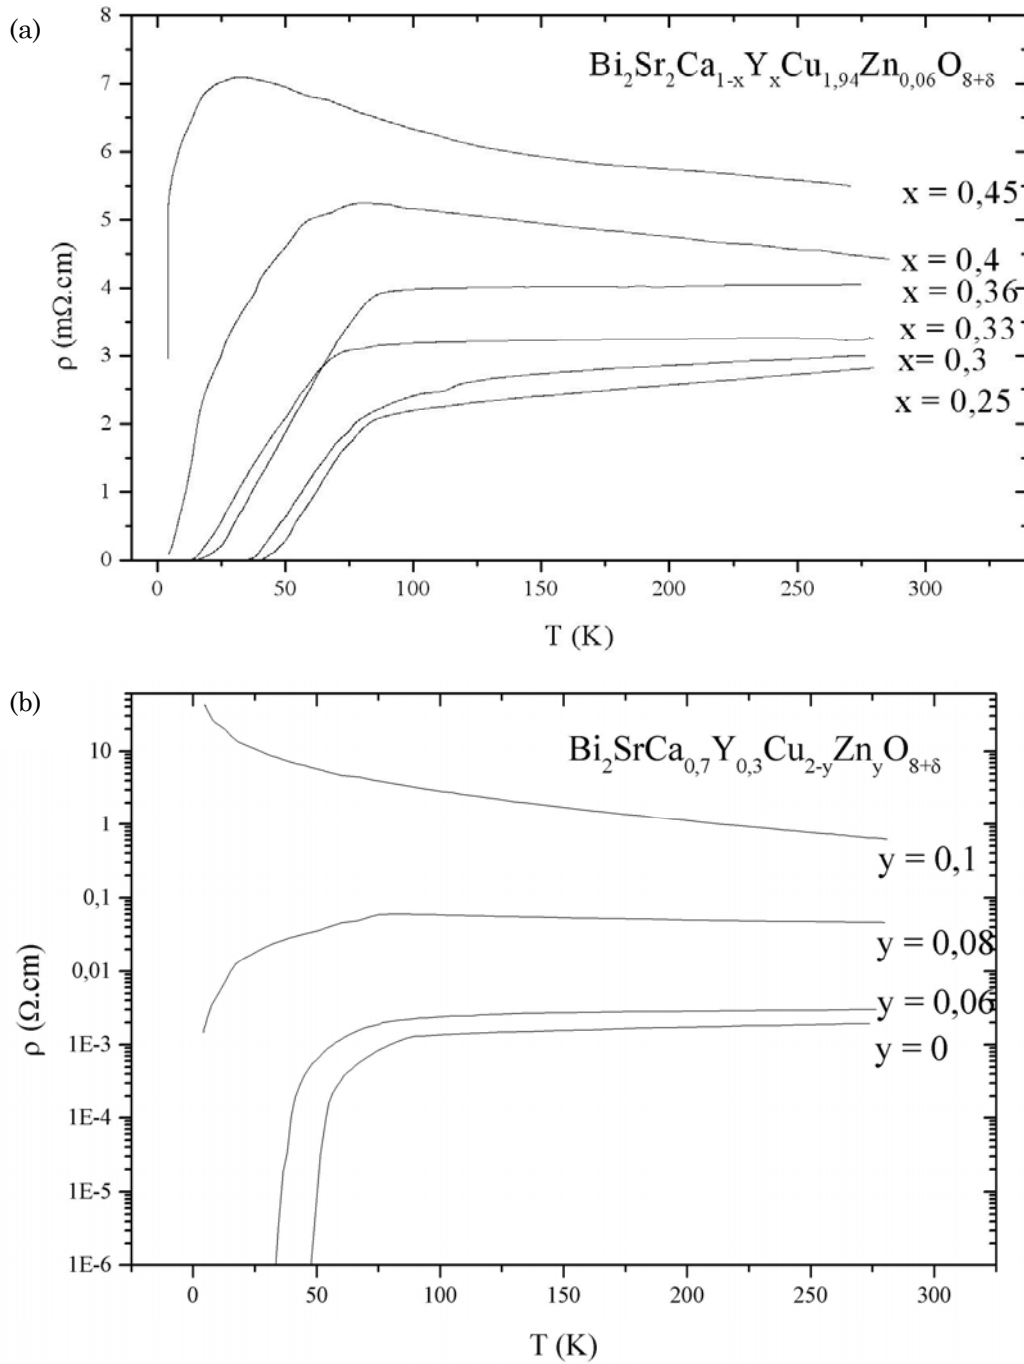 (a)
8
7
6
5
4
3
2
1
0
ρ (mΩ.cm)
Bi₂Sr₂Ca₁₋ₓYₓCu₁,₉₄Zn₀,₀₆O₈₊δ
x = 0,45
x = 0,4
x = 0,36
x = 0,33
x= 0,3
x = 0,25
0 50 100 150 200 250 300
T (K)
(b)
10
1
0,1
0,01
1E-3
1E-4
1E-5
1E-6
ρ (Ω.cm)
Bi₂SrCa₀,₇Y₀,₃Cu₂₋yZnyO₈₊δ
y = 0,1
y = 0,08
y = 0,06
y = 0
0 50 100 150 200 250 300
T (K)